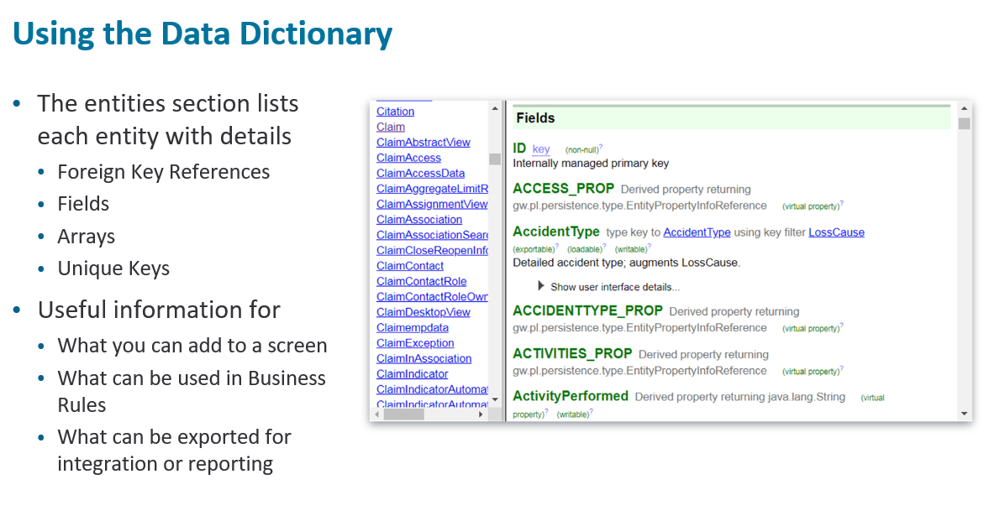 Using the Data Dictionary
• The entities section lists
each entity with details
• Foreign Key References
• Fields
• Arrays
• Unique Keys
• Useful information for
• What you can add to a screen
• What can be used in Business
Rules
• What can be exported for
integration or reporting
Citation
Claim
ClaimAbstractView
ClaimAccess
ClaimAccessData
ClaimAggregateLimitR
ClaimAssignmentView
ClaimAssociation
ClaimAssociationSear
ClaimCloseReopenInfo
ClaimContact
ClaimContactRole
ClaimContactRoleOwn
ClaimDesktopView
Claimempdata
ClaimException
ClaimInAssociation
ClaimIndicator
ClaimIndicatorAutomat
ClaimIndicatorAutomat
Fields
ID key (non-null)?
Internally managed primary key
ACCESS_PROP Derived property returning
gw.pl.persistence.type.EntityPropertyInfoReference (virtual property)?
AccidentType type key to AccidentType using key filter LossCause
(exportable)? (loadable)? (writable)?
Detailed accident type; augments LossCause.
Show user interface details...
ACCIDENTTYPE_PROP Derived property returning
gw.pl.persistence.type.EntityPropertyInfoReference (virtual property)?
ACTIVITIES_PROP Derived property returning
gw.pl.persistence.type.EntityPropertyInfoReference (virtual property)?
ActivityPerformed Derived property returning java.lang.String (virtual
property)? (writable)?